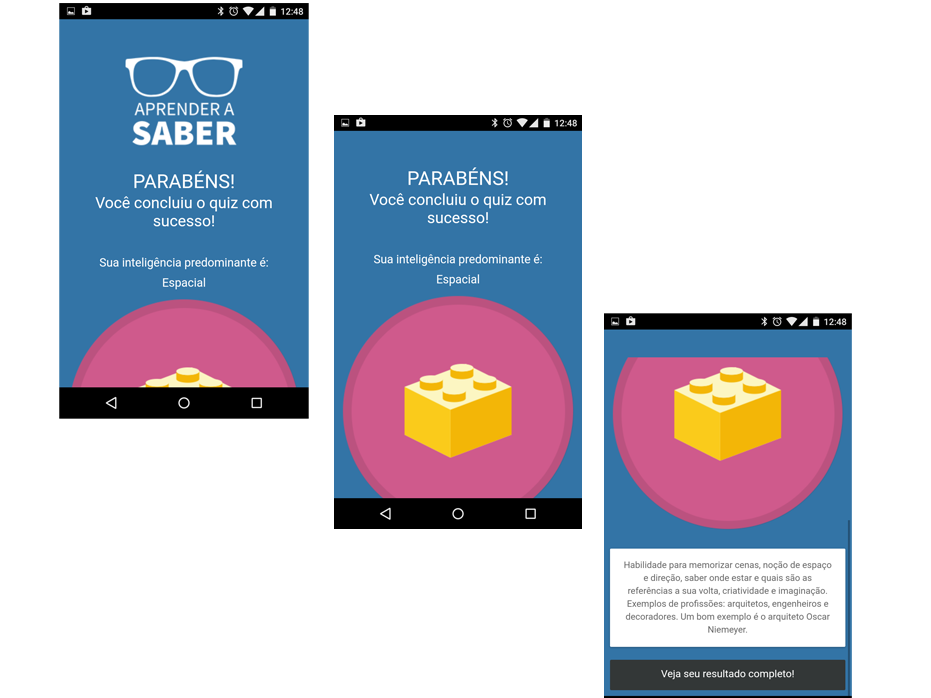 12:48
APRENDER A
SABER
PARABÉNS!
Você concluiu o quiz com
sucesso!
Sua inteligência predominante é:
Espacial
12:48
PARABÉNS!
Você concluiu o quiz com
sucesso!
Sua inteligência predominante é:
Espacial
12:48
Habilidade para memorizar cenas, noção de espaço
e direção, saber onde estar e quais são as
referências a sua volta, criatividade e imaginação.
Exemplos de profissões: arquitetos, engenheiros e
decoradores. Um bom exemplo é o arquiteto Oscar
Niemeyer.
Veja seu resultado completo!